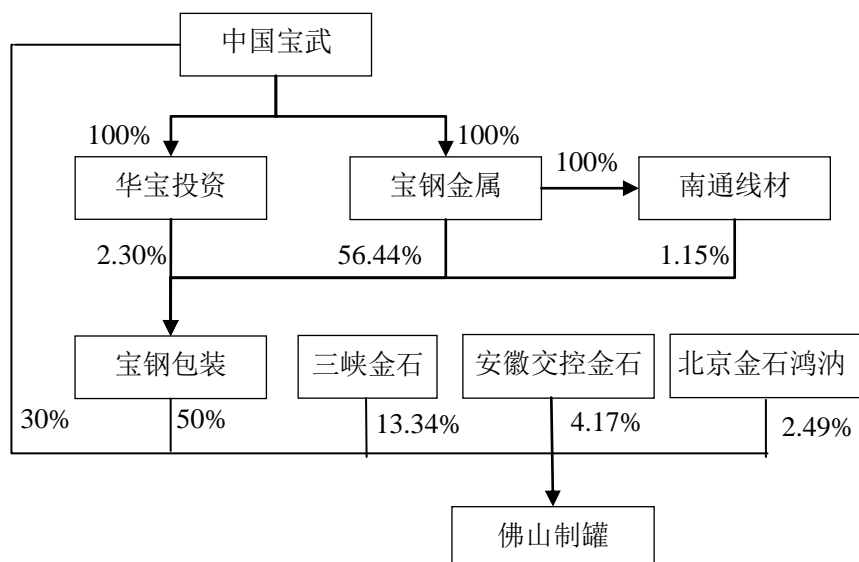 中国宝武
100%
100%
100%
华宝投资
宝钢金属
南通线材
2.30%
56.44%
1.15%
宝钢包装
三峡金石
安徽交控金石
北京金石鸿汭
30%
50%
13.34%
4.17%
2.49%
佛山制罐